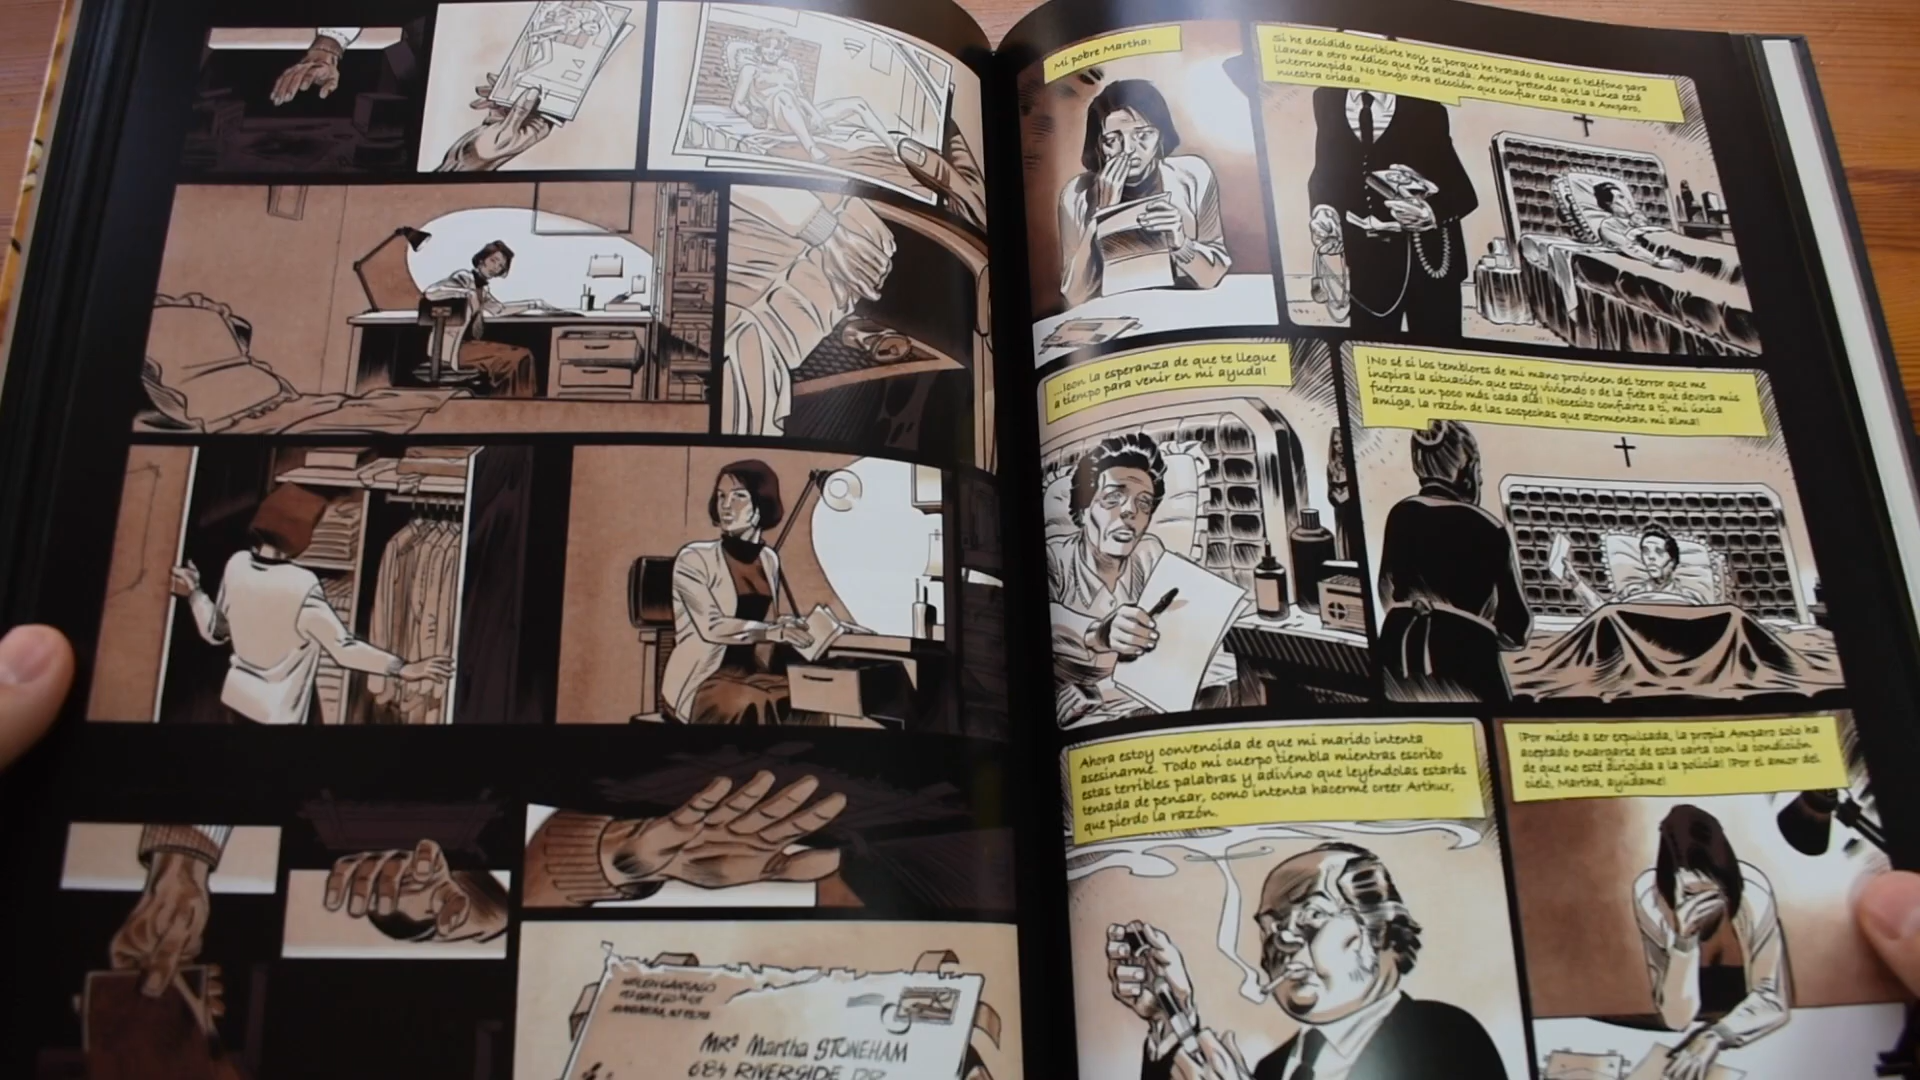 MRS Martha STONEHAM
684 RIVERSIDE DR
Mi pobre Martha:
Si he decidido escribirte hoy, es porque he tratado de usar el teléfono para
llamar a otro médico que me atienda. Arthur pretende que la línea está
interrumpida. No tengo otra elección que confiar esta carta a Amparo,
nuestra criada...
...¡con la esperanza de que te llegue
a tiempo para venir en mi ayuda!
¡No sé si los temblores de mi mano provienen del terror que me
inspira la situación que estoy viviendo o de la fiebre que devora mis
fuerzas un poco más cada día! ¡Necesito confiarte a ti, mi única
amiga, la razón de las sospechas que atormentan mi alma!
Ahora estoy convencida de que mi marido intenta
asesinarme. Todo mi cuerpo tiembla mientras escribo
estas terribles palabras y adivino que leyéndolas estarás
tentada de pensar, como intenta hacerme creer Arthur,
que pierdo la razón.
¡Por miedo a ser expulsada, la propia Amparo solo ha
aceptado encargarse de esta carta con la condición
de que no esté dirigida a la policía! ¡Por el amor del
cielo, Martha, ayúdame!